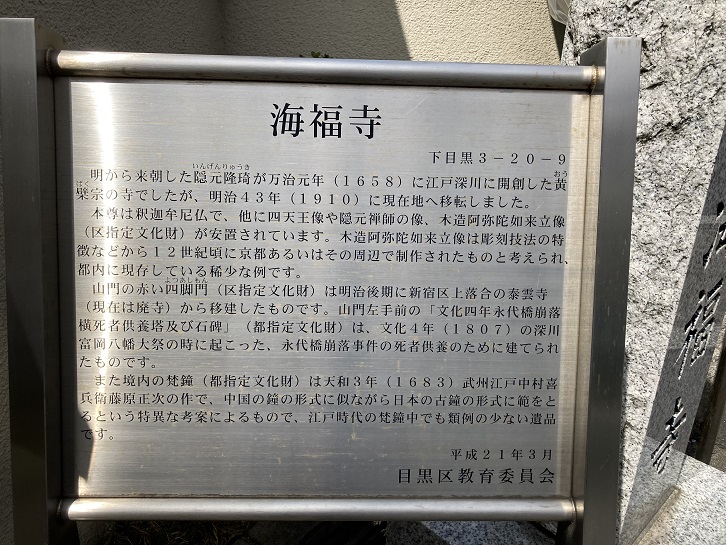 海福寺
下目黒3－20－9
いんげんりゅうき
明から来朝した隠元隆琦が万治元年（1658）に江戸深川に開創した黄
おう
ばく
檗宗の寺でしたが、明治43年（1910）に現在地へ移転しました。
本尊は釈迦牟尼仏で、他に四天王像や隠元禅師の像、木造阿弥陀如来立像
（区指定文化財）が安置されています。木造阿弥陀如来立像は彫刻技法の特
徴などから12世紀頃に京都あるいはその周辺で制作されたものと考えられ、
都内に現存している稀少な例です。
よつあしもん
山門の赤い四脚門（区指定文化財）は明治後期に新宿区上落合の泰雲寺
（現在は廃寺）から移建したものです。山門左手前の「文化四年永代橋崩落
横死者供養塔及び石碑」（都指定文化財）は、文化4年（1807）の深川
富岡八幡大祭の時に起こった、永代橋崩落事件の死者供養のために建てられ
たものです。
また境内の梵鐘（都指定文化財）は天和3年（1683）武州江戸中村喜
兵衛藤原正次の作で、中国の鐘の形式に似ながら日本の古鐘の形式に範をと
るという特異な考案によるもので、江戸時代の梵鐘中でも類例の少ない遺品
です。
平成21年3月
目黒区教育委員会
福寺